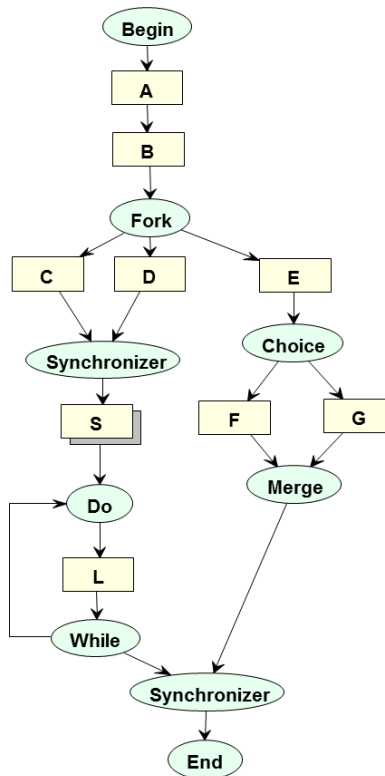 Begin
A
B
Fork
C
D
E
Synchronizer
Choice
S
F
G
Do
Merge
L
While
Synchronizer
End